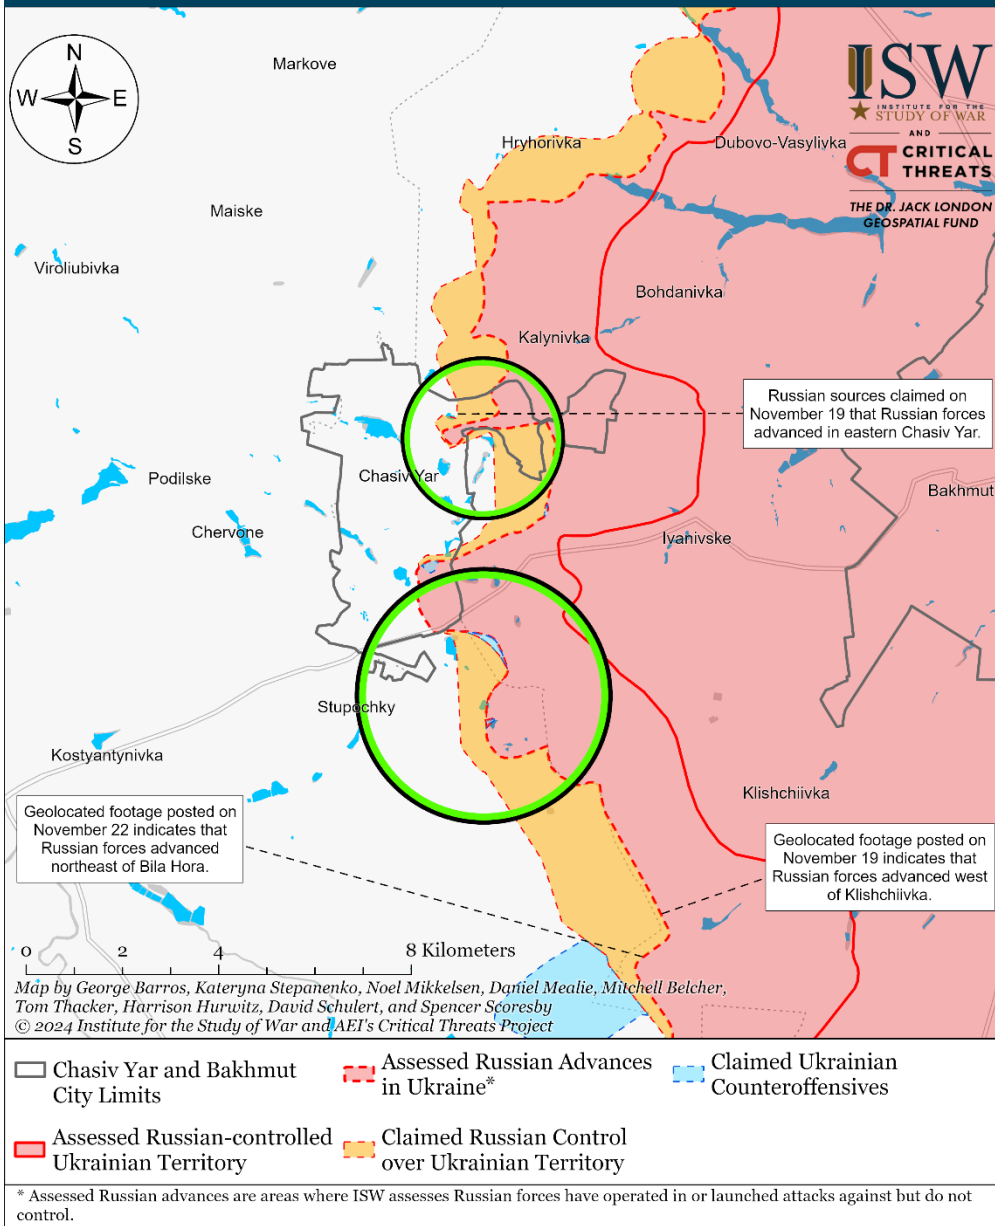 N
W E
S
Markove
ISW
INSTITUTE FOR THE
STUDY OF WAR
AND
CT CRITICAL
THREATS
THE DR. JACK LONDON
GEOSPATIAL FUND
Hryhorivka
Dubovo-Vasylivka
Maiske
Viroliubivka
Bohdanivka
Kalynivka
Russian sources claimed on
November 19 that Russian forces
advanced in eastern Chasiv Yar.
Podilske
Chasiv Yar
Bakhmut
Chervone
Ivanivske
Stupochky
Kostyantynivka
Klishchiivka
Geolocated footage posted on
November 22 indicates that
Russian forces advanced
northeast of Bila Hora.
Geolocated footage posted on
November 19 indicates that
Russian forces advanced west
of Klishchiivka.
0 2 4 8 Kilometers
Map by George Barros, Kateryna Stepanenko, Noel Mikkelsen, Daniel Mealie, Mitchell Belcher,
Tom Thacker, Harrison Hurwitz, David Schulert, and Spencer Scoresby
© 2024 Institute for the Study of War and AEI's Critical Threats Project
Chasiv Yar and Bakhmut
City Limits
Assessed Russian Advances
in Ukraine*
Claimed Ukrainian
Counteroffensives
Assessed Russian-controlled
Ukrainian Territory
Claimed Russian Control
over Ukrainian Territory
* Assessed Russian advances are areas where ISW assesses Russian forces have operated in or launched attacks against but do not
control.